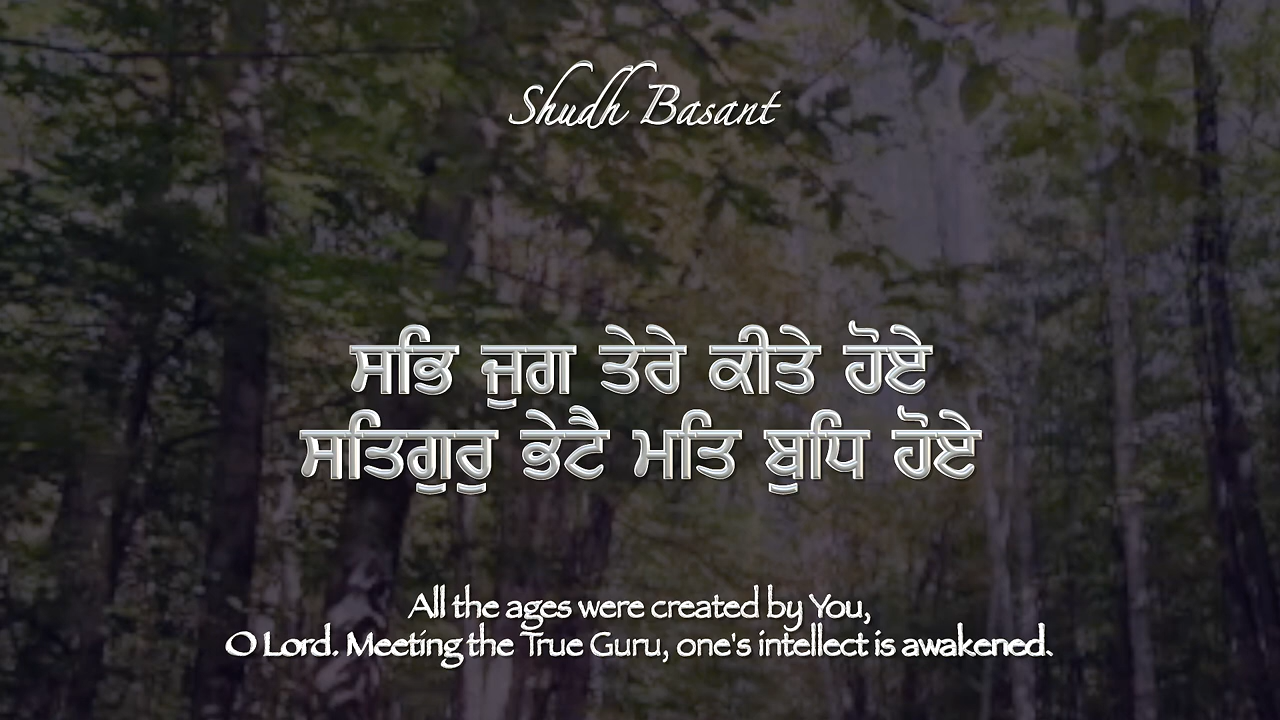 Shudh Basant
ਸਭਿ ਜੁਗ ਤੇਰੇ ਕੀਤੇ ਹੋਏ
ਸਤਿਗੁਰੁ ਭੇਟੈ ਮਤਿ ਬੁਧਿ ਹੋਏ
All the ages were created by You,
O Lord. Meeting the True Guru, one's intellect is awakened.